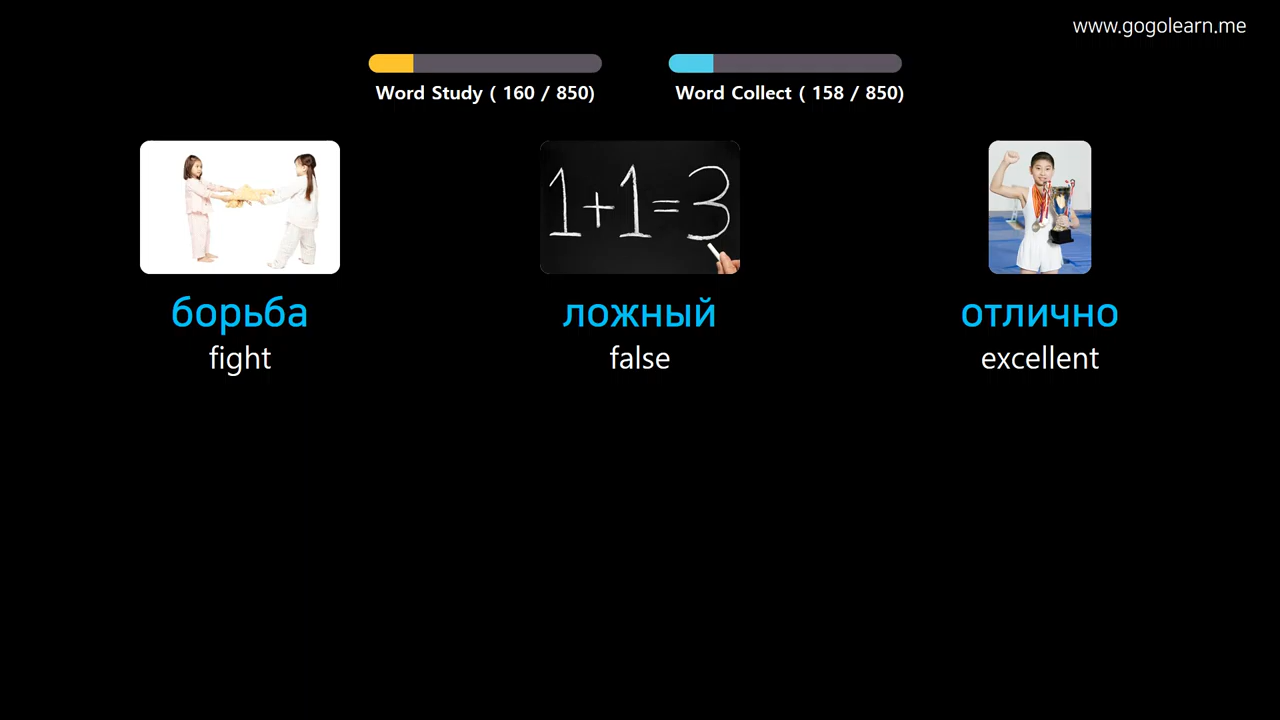 www.gogolearn.me
Word Study ( 160 / 850)
Word Collect ( 158 / 850)
1+1=3
борьба
ложный
отлично
fight
false
excellent